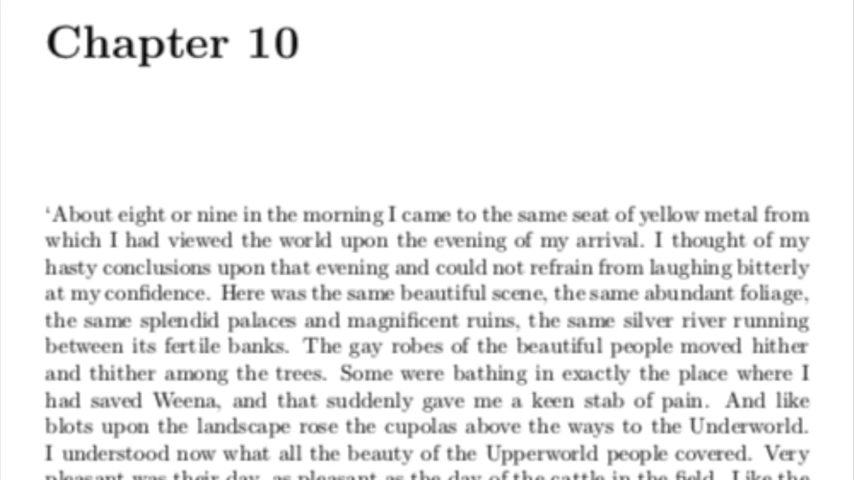 Chapter 10
‘About eight or nine in the morning I came to the same seat of yellow metal from
which I had viewed the world upon the evening of my arrival. I thought of my
hasty conclusions upon that evening and could not refrain from laughing bitterly
at my confidence. Here was the same beautiful scene, the same abundant foliage,
the same splendid palaces and magnificent ruins, the same silver river running
between its fertile banks. The gay robes of the beautiful people moved hither
and thither among the trees. Some were bathing in exactly the place where I
had saved Weena, and that suddenly gave me a keen stab of pain. And like
blots upon the landscape rose the cupolas above the ways to the Underworld.
I understood now what all the beauty of the Upperworld people covered. Very
pleasant was their day, as pleasant as the day of the cattle in the field. Like the